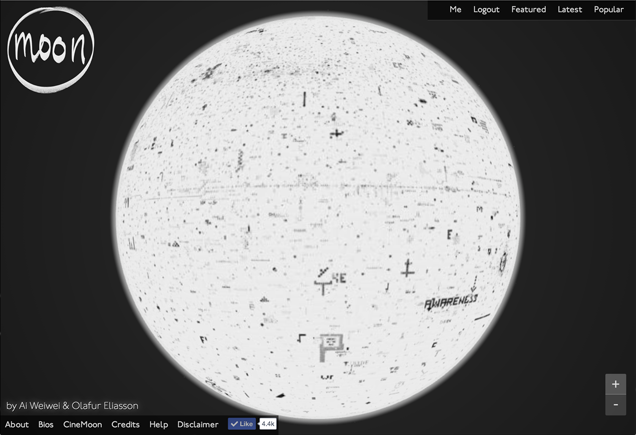 moon
Me Logout Featured Latest Popular
AWARENESS
+
-
by Ai Weiwei & Olafur Eliasson
About Bios CineMoon Credits Help Disclaimer Like 4.4k